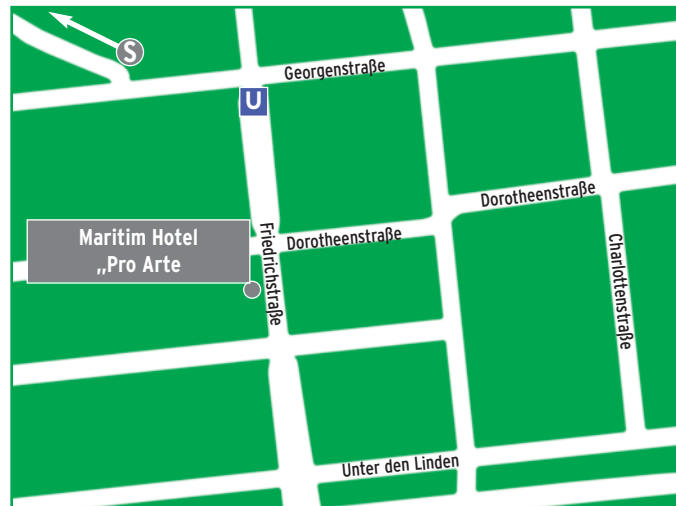 S
Georgenstraße
U
Dorotheenstraße
Maritim Hotel
„Pro Arte
Friedrichstraße
Dorotheenstraße
Charlottenstraße
Unter den Linden